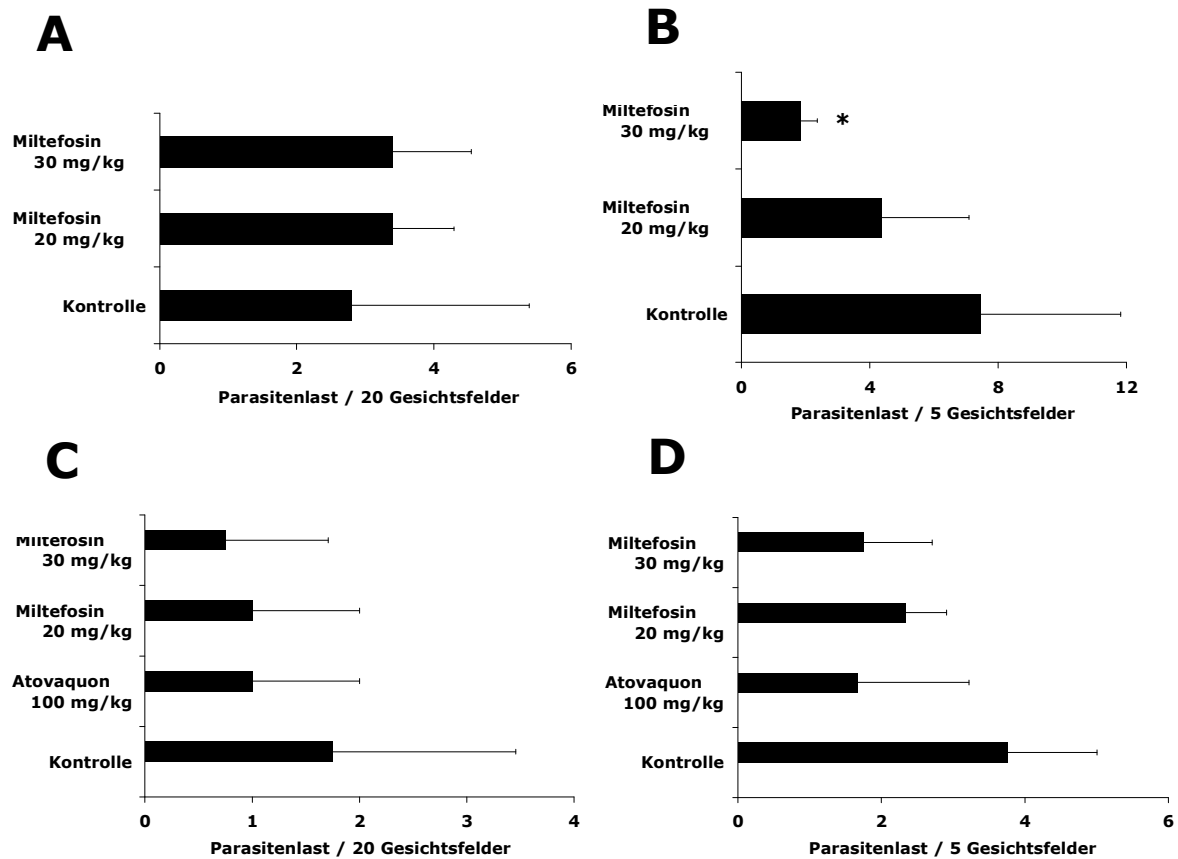 A
Miltefosin
30 mg/kg
Miltefosin
20 mg/kg
Kontrolle
0 2 4 6
Parasitenlast / 20 Gesichtsfelder
B
Miltefosin
30 mg/kg
*
Miltefosin
20 mg/kg
Kontrolle
0 4 8 12
Parasitenlast / 5 Gesichtsfelder
C
Miltefosin
30 mg/kg
Miltefosin
20 mg/kg
Atovaquon
100 mg/kg
Kontrolle
0 1 2 3 4
Parasitenlast / 20 Gesichtsfelder
D
Miltefosin
30 mg/kg
Miltefosin
20 mg/kg
Atovaquon
100 mg/kg
Kontrolle
0 2 4 6
Parasitenlast / 5 Gesichtsfelder